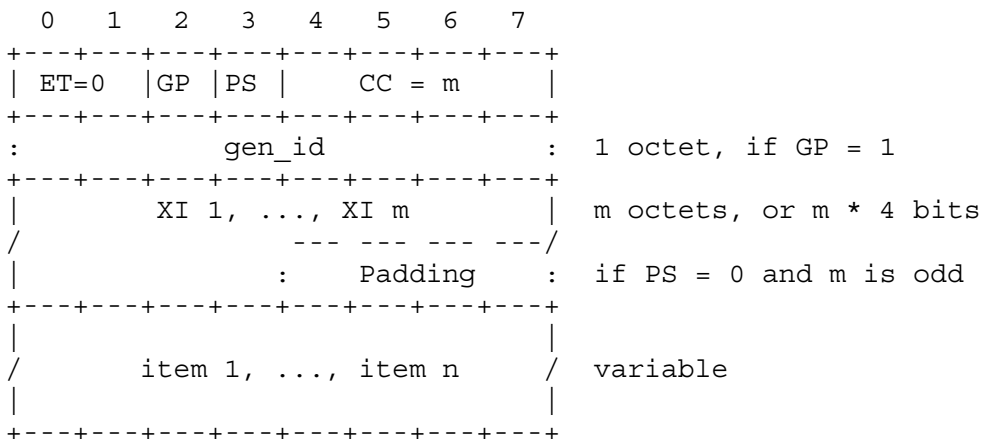 0   1   2   3   4   5   6   7
+---+---+---+---+---+---+---+---+
| ET=0  |GP |PS |    CC = m     |
+---+---+---+---+---+---+---+---+
:            gen_id             :  1 octet, if GP = 1
+---+---+---+---+---+---+---+---+
|        XI 1, ..., XI m        |  m octets, or m * 4 bits
/                --- --- --- ---/
|               :    Padding    :  if PS = 0 and m is odd
+---+---+---+---+---+---+---+---+
|                               |
/       item 1, ..., item n     /  variable
|                               |
+---+---+---+---+---+---+---+---+